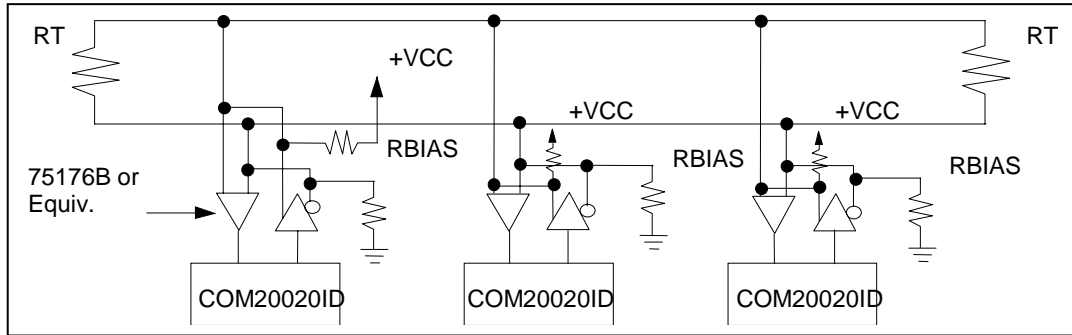 RT
RT
+VCC
+VCC
+VCC
RBIAS
RBIAS
RBIAS
75176B or
Equiv.
COM20020ID
COM20020ID
COM20020ID